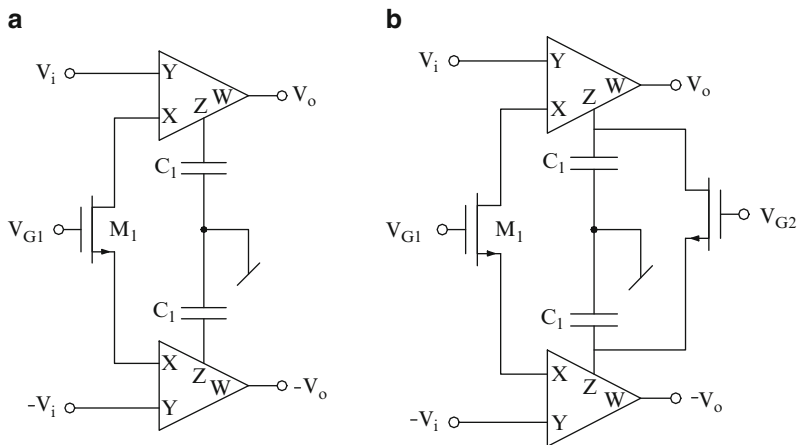 a
V_i
Y
X
Z
W
V_o
C_1
V_G1
M_1
C_1
X
Z
W
Y
-V_i
-V_o
b
V_i
Y
X
Z
W
V_o
C_1
V_G1
M_1
V_G2
C_1
X
Z
W
Y
-V_i
-V_o